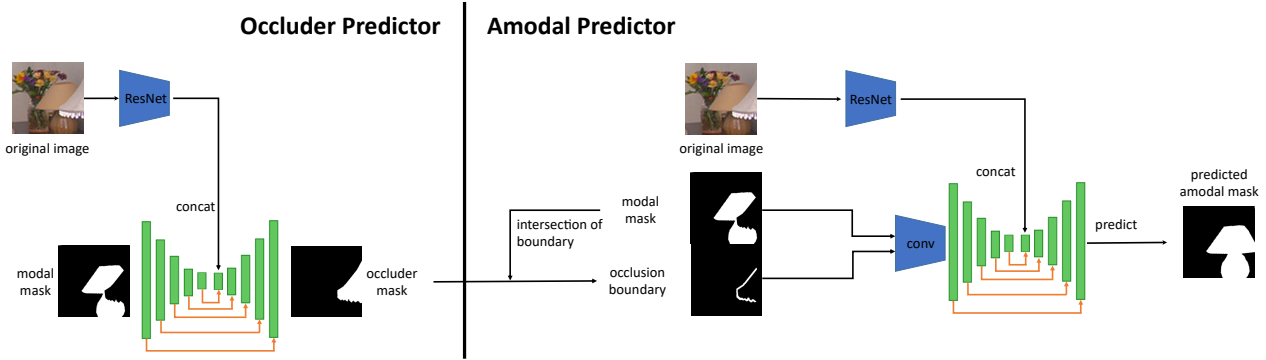 Occluder Predictor
ResNet
original image
concat
modal
mask
occluder
mask
Amodal Predictor
ResNet
original image
concat
modal
mask
intersection of
boundary
occlusion
boundary
conv
predict
predicted
amodal mask